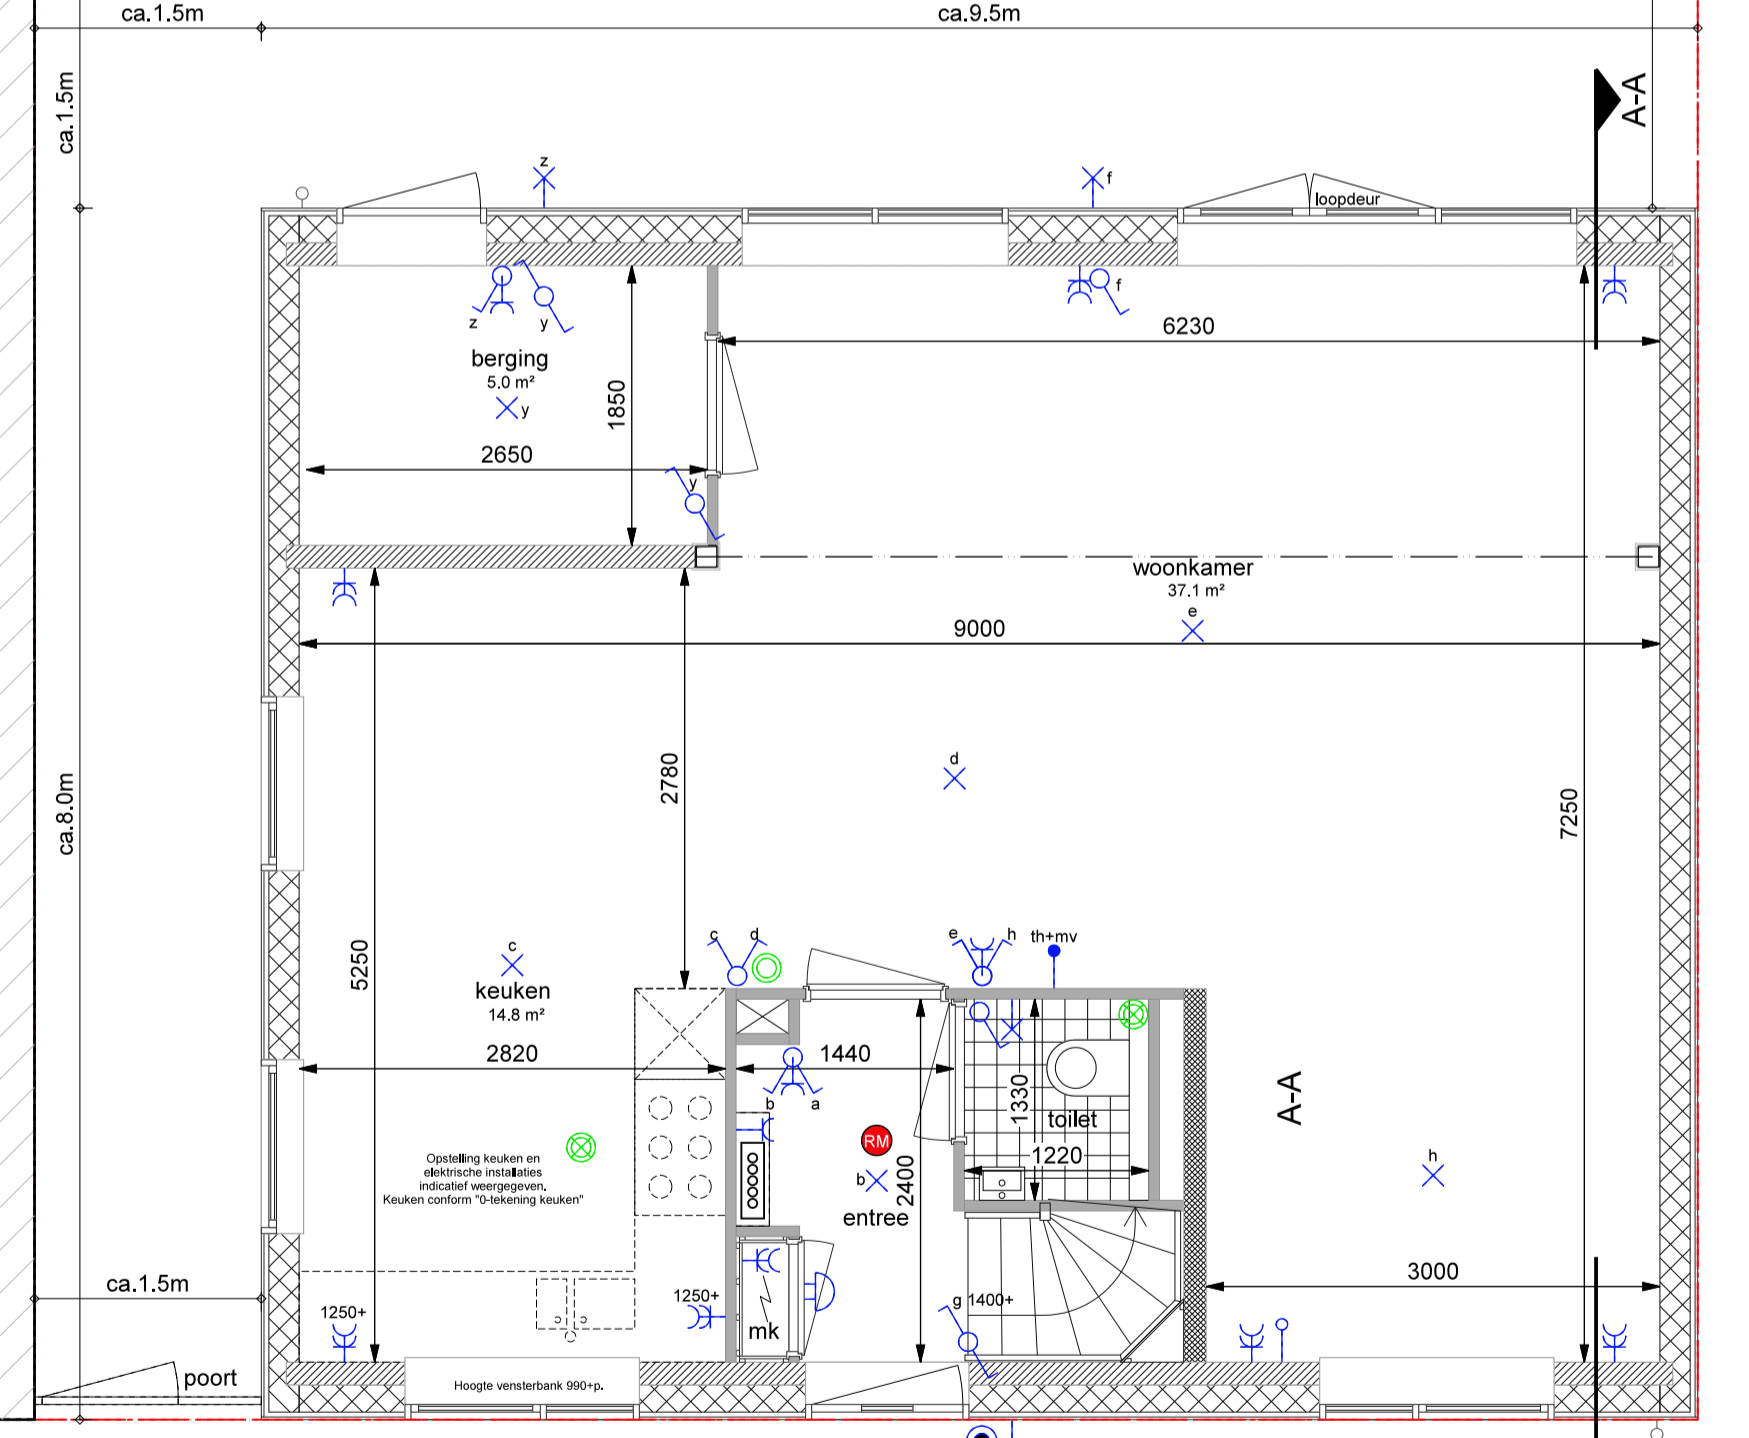 ca.1.5m
ca.9.5m
ca.1.5m
A-A
z
f
loopdeur
z
y
f
6230
berging
5.0 m²
y
1850
2650
y
woonkamer
37.1 m²
e
9000
d
2780
7250
ca.8.0m
c
d
e
h
th+mv
c
keuken
14.8 m²
5250
2820
1440
b
a
1330
toilet
A-A
RM
1220
h
b
2400
Opstelling keuken en
elektrische installaties
indicatief weergegeven.
Keuken conform "0-tekening keuken"
entree
3000
ca.1.5m
1250+
1250+
g 1400+
mk
poort
Hoogte vensterbank 990+p.